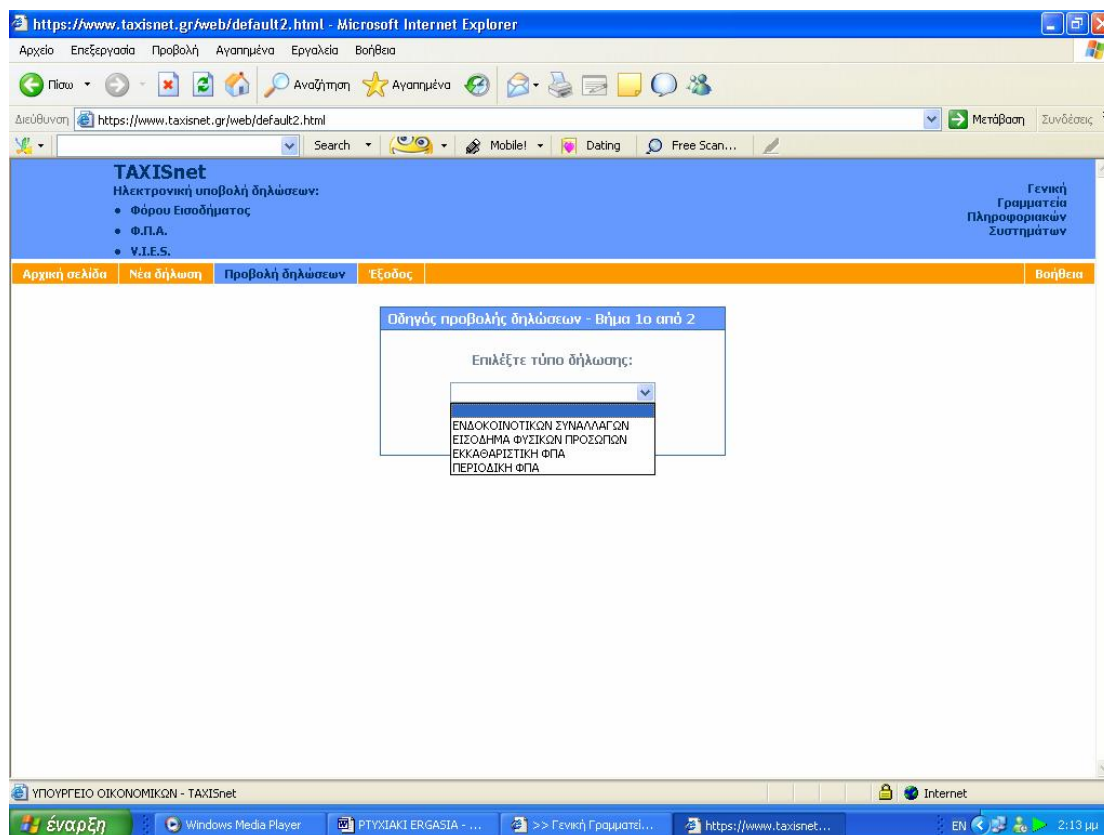 https://www.taxisnet.gr/web/default2.html - Microsoft Internet Explorer
Αρχείο Επεξεργασία Προβολή Αγαπημένα Εργαλεία Βοήθεια
Πίσω Αναζήτηση Αγαπημένα
Διεύθυνση https://www.taxisnet.gr/web/default2.html Μετάβαση Συνδέσεις
Search Mobile! Dating Free Scan...
TAXISnet
Ηλεκτρονική υποβολή δηλώσεων:
• Φόρου Εισοδήματος
• Φ.Π.Α.
• V.I.E.S.
Γενική
Γραμματεία
Πληροφοριακών
Συστημάτων
Αρχική σελίδα Νέα δήλωση Προβολή δηλώσεων Έξοδος Βοήθεια
Οδηγός προβολής δηλώσεων - Βήμα 1ο από 2
Επιλέξτε τύπο δήλωσης:
ΕΝΔΟΚΟΙΝΟΤΙΚΩΝ ΣΥΝΑΛΛΑΓΩΝ
ΕΙΣΟΔΗΜΑ ΦΥΣΙΚΩΝ ΠΡΟΣΩΠΩΝ
ΕΚΚΑΘΑΡΙΣΤΙΚΗ ΦΠΑ
ΠΕΡΙΟΔΙΚΗ ΦΠΑ
ΥΠΟΥΡΓΕΙΟ ΟΙΚΟΝΟΜΙΚΩΝ - TAXISnet Internet
έναρξη Windows Media Player PTYXIAKI ERGASIA - ... >> Γενική Γραμματεί... https://www.taxisnet... EN 2:13 μμ